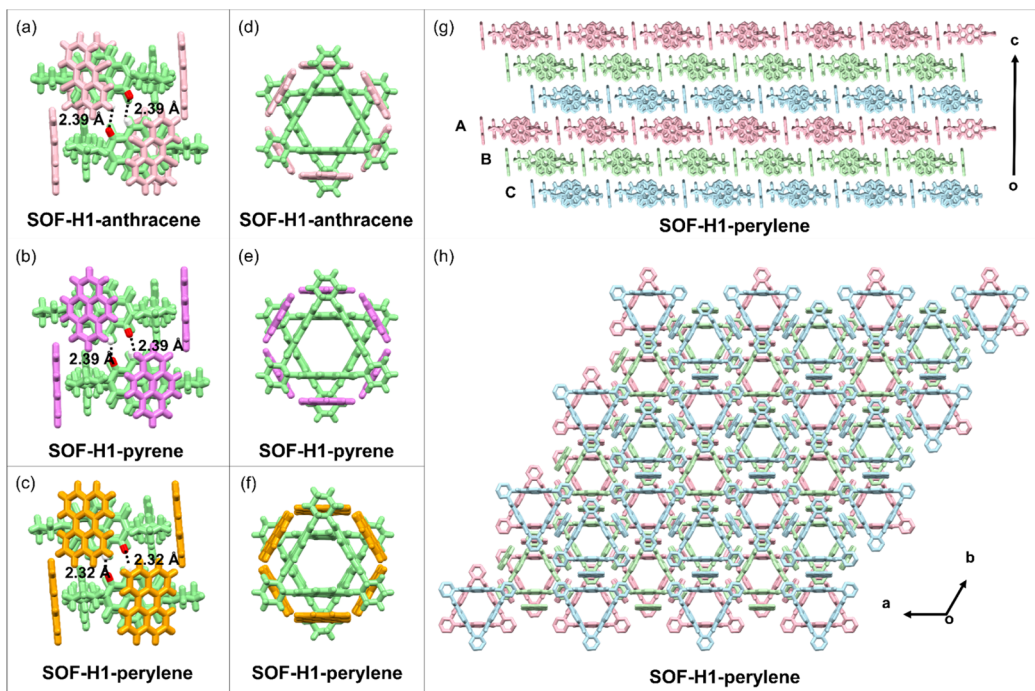 (a)
2.39 Å
2.39 Å
SOF-H1-anthracene
(d)
SOF-H1-anthracene
(b)
2.39 Å
2.39 Å
SOF-H1-pyrene
(e)
SOF-H1-pyrene
(c)
2.32 Å
2.32 Å
SOF-H1-perylene
(f)
SOF-H1-perylene
(g)
c
A
B
C
o
SOF-H1-perylene
(h)
b
a
o
SOF-H1-perylene